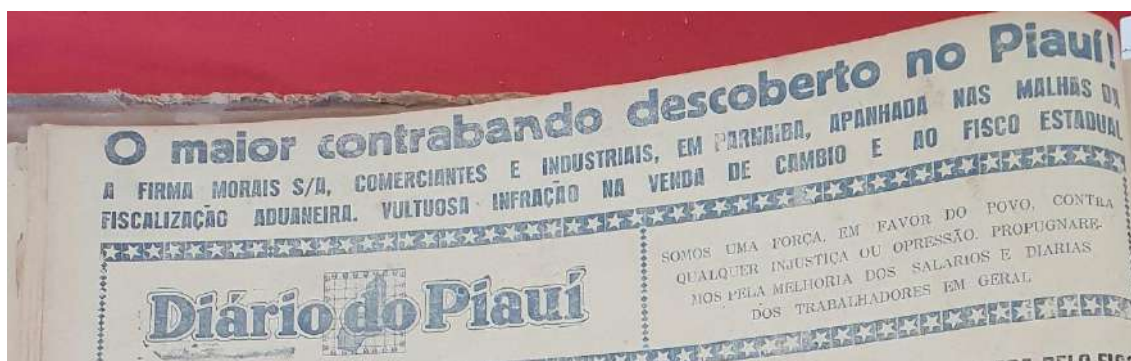 O maior contrabando descoberto no Piauí!
A FIRMA MORAIS S/A, COMERCIANTES E INDUSTRIAIS, EM PARNAIBA, APANHADA NAS MALHAS DA
FISCALIZAÇÃO ADUANEIRA. VULTUOSA INFRAÇÃO NA VENDA DE CAMBIO E AO FISCO ESTADUAL
Diário do Piauí
SOMOS UMA FORÇA, EM FAVOR DO POVO, CONTRA
QUALQUER INJUSTIÇA OU OPRESSÃO. PROPUGNARE-
MOS PELA MELHORIA DOS SALARIOS E DIARIAS
DOS TRABALHADORES EM GERAL
PELO